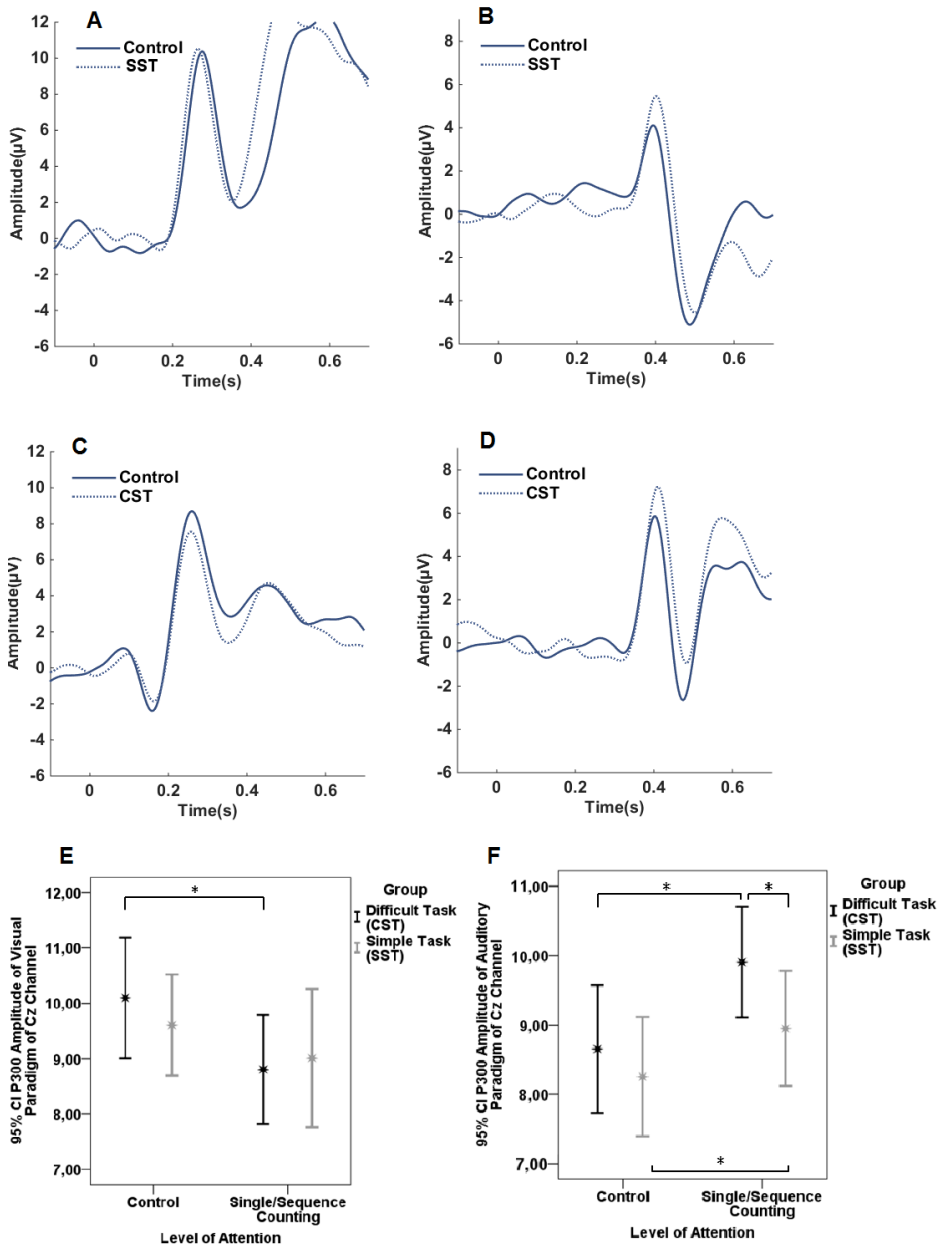 A
Control
SST
12
10
8
6
4
2
0
-2
-4
-6
Amplitude(µV)
0
0.2
0.4
0.6
Time(s)
B
Control
SST
8
6
4
2
0
-2
-4
-6
Amplitude(µV)
0
0.2
0.4
0.6
Time(s)
C
Control
CST
12
10
8
6
4
2
0
-2
-4
-6
Amplitude(µV)
0
0.2
0.4
0.6
Time(s)
D
Control
CST
8
6
4
2
0
-2
-4
-6
Amplitude(µV)
0
0.2
0.4
0.6
Time(s)
E
95% CI P300 Amplitude of Visual
Paradigm of Cz Channel
12,00
11,00
10,00
9,00
8,00
7,00
*
Group
Difficult Task
(CST)
Simple Task
(SST)
Control
Single/Sequence
Counting
Level of Attention
F
95% CI P300 Amplitude of Auditory
Paradigm of Cz Channel
11,00
10,00
9,00
8,00
7,00
*
*
*
Group
Difficult Task
(CST)
Simple Task
(SST)
Control
Single/Sequence
Counting
Level of Attention